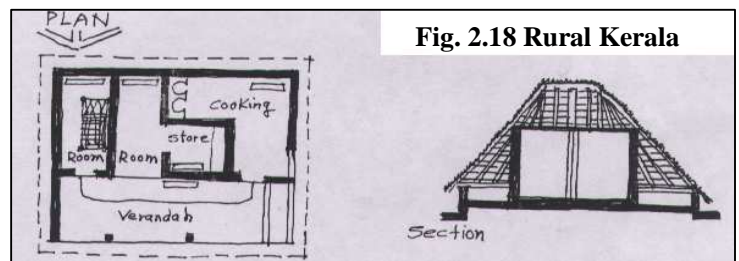 PLAN
Fig. 2.18 Rural Kerala
Cooking
Store
Room
Room
Verandah
Section